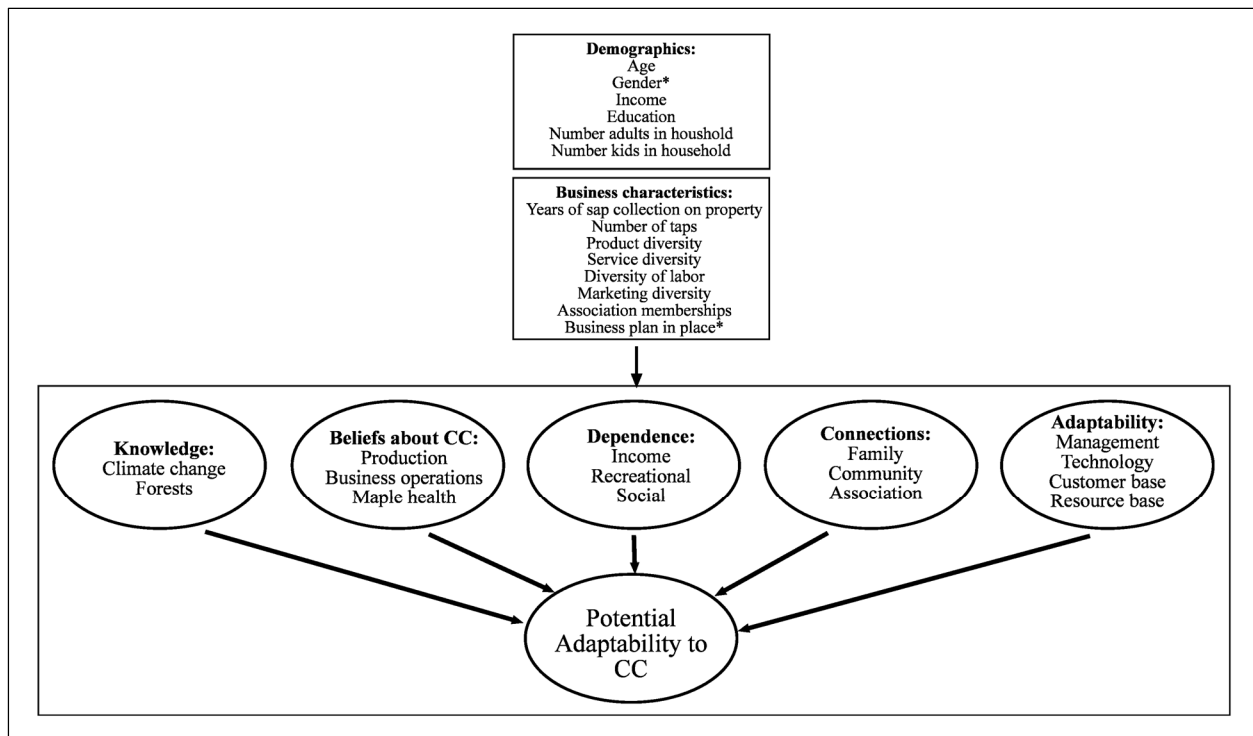 Demographics:
Age
Gender*
Income
Education
Number adults in houshold
Number kids in household
Business characteristics:
Years of sap collection on property
Number of taps
Product diversity
Service diversity
Diversity of labor
Marketing diversity
Association memberships
Business plan in place*
Knowledge:
Climate change
Forests
Beliefs about CC:
Production
Business operations
Maple health
Dependence:
Income
Recreational
Social
Connections:
Family
Community
Association
Adaptability:
Management
Technology
Customer base
Resource base
Potential
Adaptability to
CC